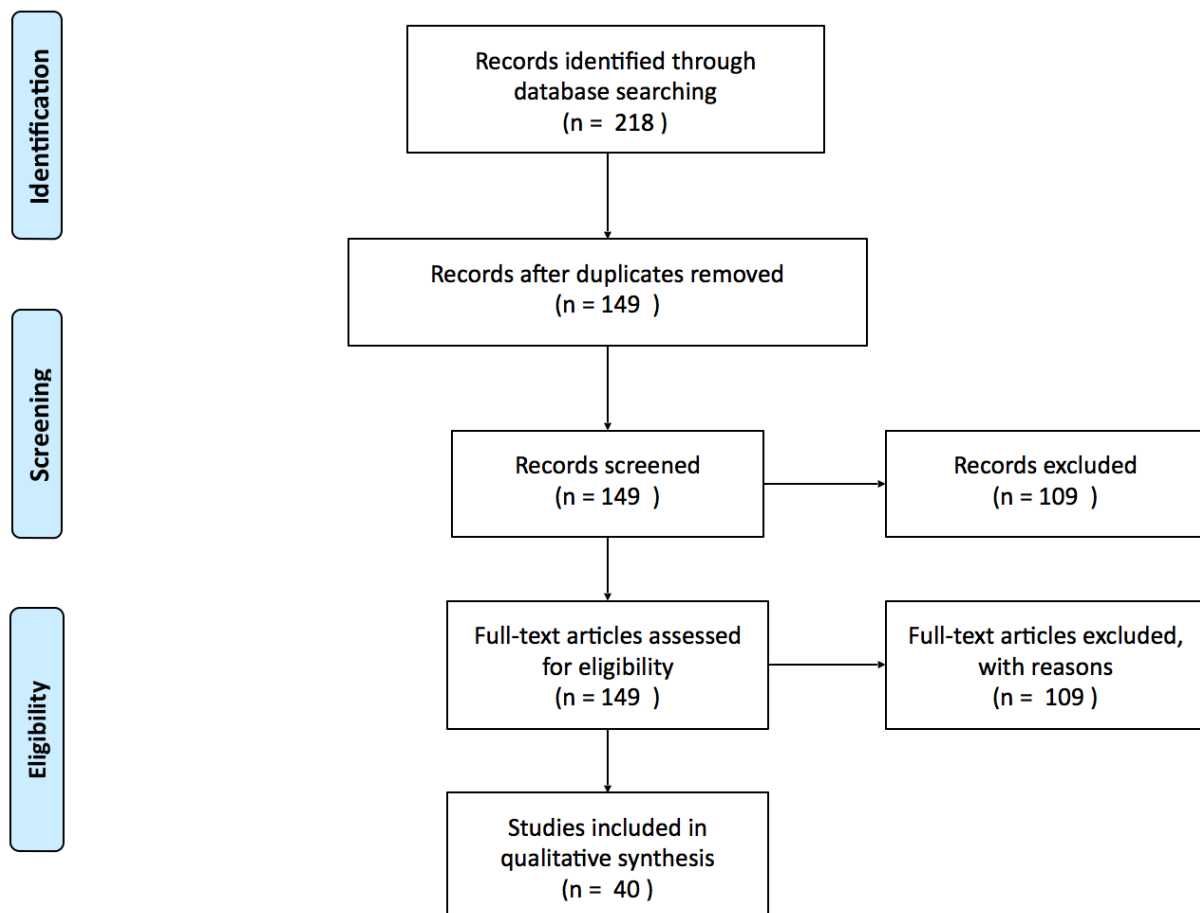 Identification
Records identified through
database searching
(n =  218 )
Records after duplicates removed
(n = 149  )
Screening
Records screened
(n = 149  )
Records excluded
(n = 109  )
Eligibility
Full-text articles assessed
for eligibility
(n = 149  )
Full-text articles excluded,
with reasons
(n =  109 )
Studies included in
qualitative synthesis
(n =  40 )